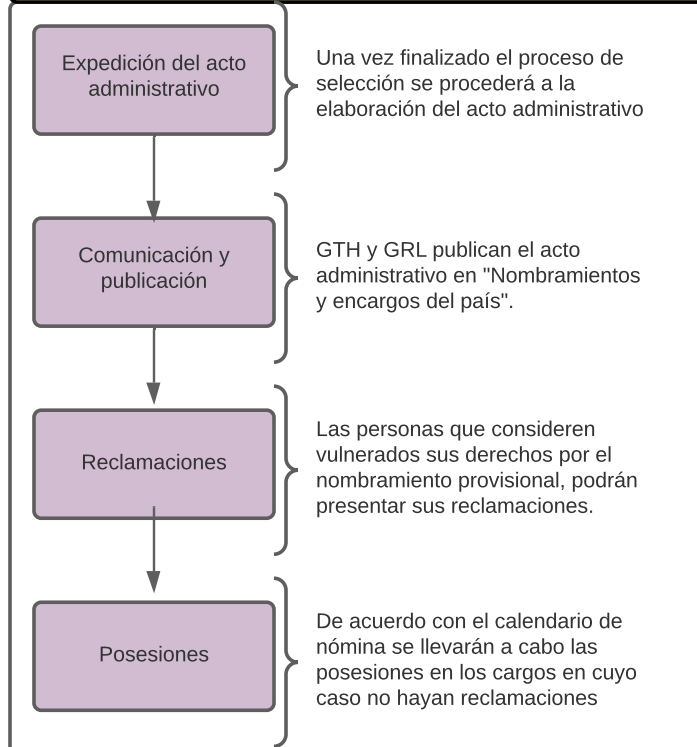 Expedición del acto
administrativo
Una vez finalizado el proceso de
selección se procederá a la
elaboración del acto administrativo
Comunicación y
publicación
GTH y GRL publican el acto
administrativo en "Nombramientos
y encargos del país".
Reclamaciones
Las personas que consideren
vulnerados sus derechos por el
nombramiento provisional, podrán
presentar sus reclamaciones.
Posesiones
De acuerdo con el calendario de
nómina se llevarán a cabo las
posesiones en los cargos en cuyo
caso no hayan reclamaciones